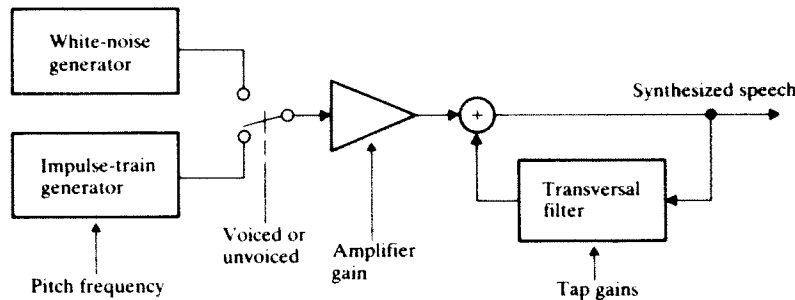 White-noise
generator
Synthesized speech
+
Impulse-train
generator
Transversal
filter
Voiced or
unvoiced
Amplifier
gain
Pitch frequency
Tap gains